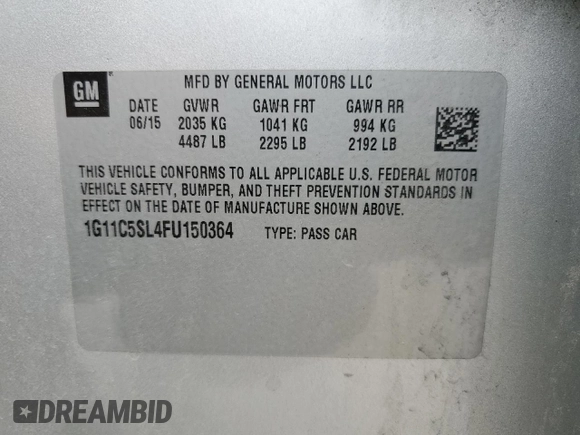 GM
MFD BY GENERAL MOTORS LLC
DATE GVWR GAWR FRT GAWR RR
06/15 2035 KG 1041 KG 994 KG
4487 LB 2295 LB 2192 LB
THIS VEHICLE CONFORMS TO ALL APPLICABLE U.S. FEDERAL MOTOR
VEHICLE SAFETY, BUMPER, AND THEFT PREVENTION STANDARDS IN
EFFECT ON THE DATE OF MANUFACTURE SHOWN ABOVE.
1G11C5SL4FU150364 TYPE: PASS CAR
DREAMBID